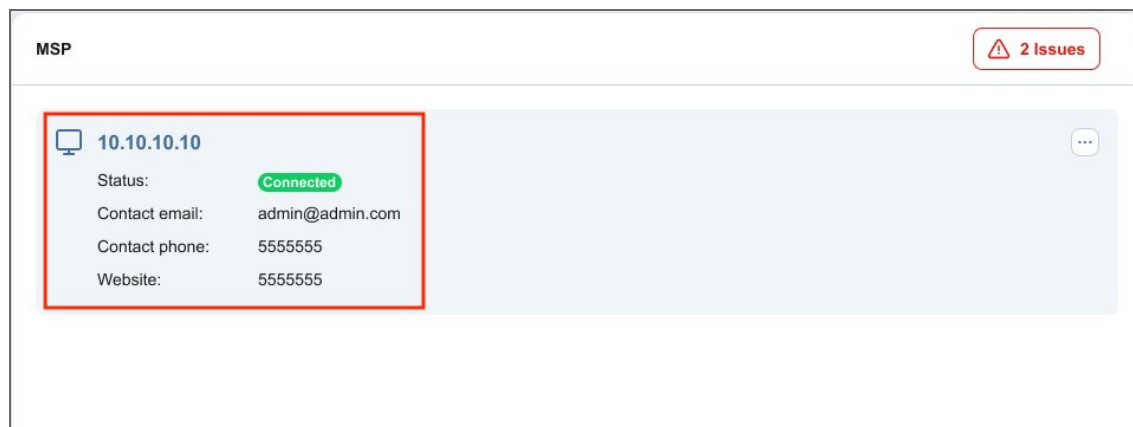 MSP
2 Issues
10.10.10.10
Status: Connected
Contact email: admin@admin.com
Contact phone: 5555555
Website: 5555555